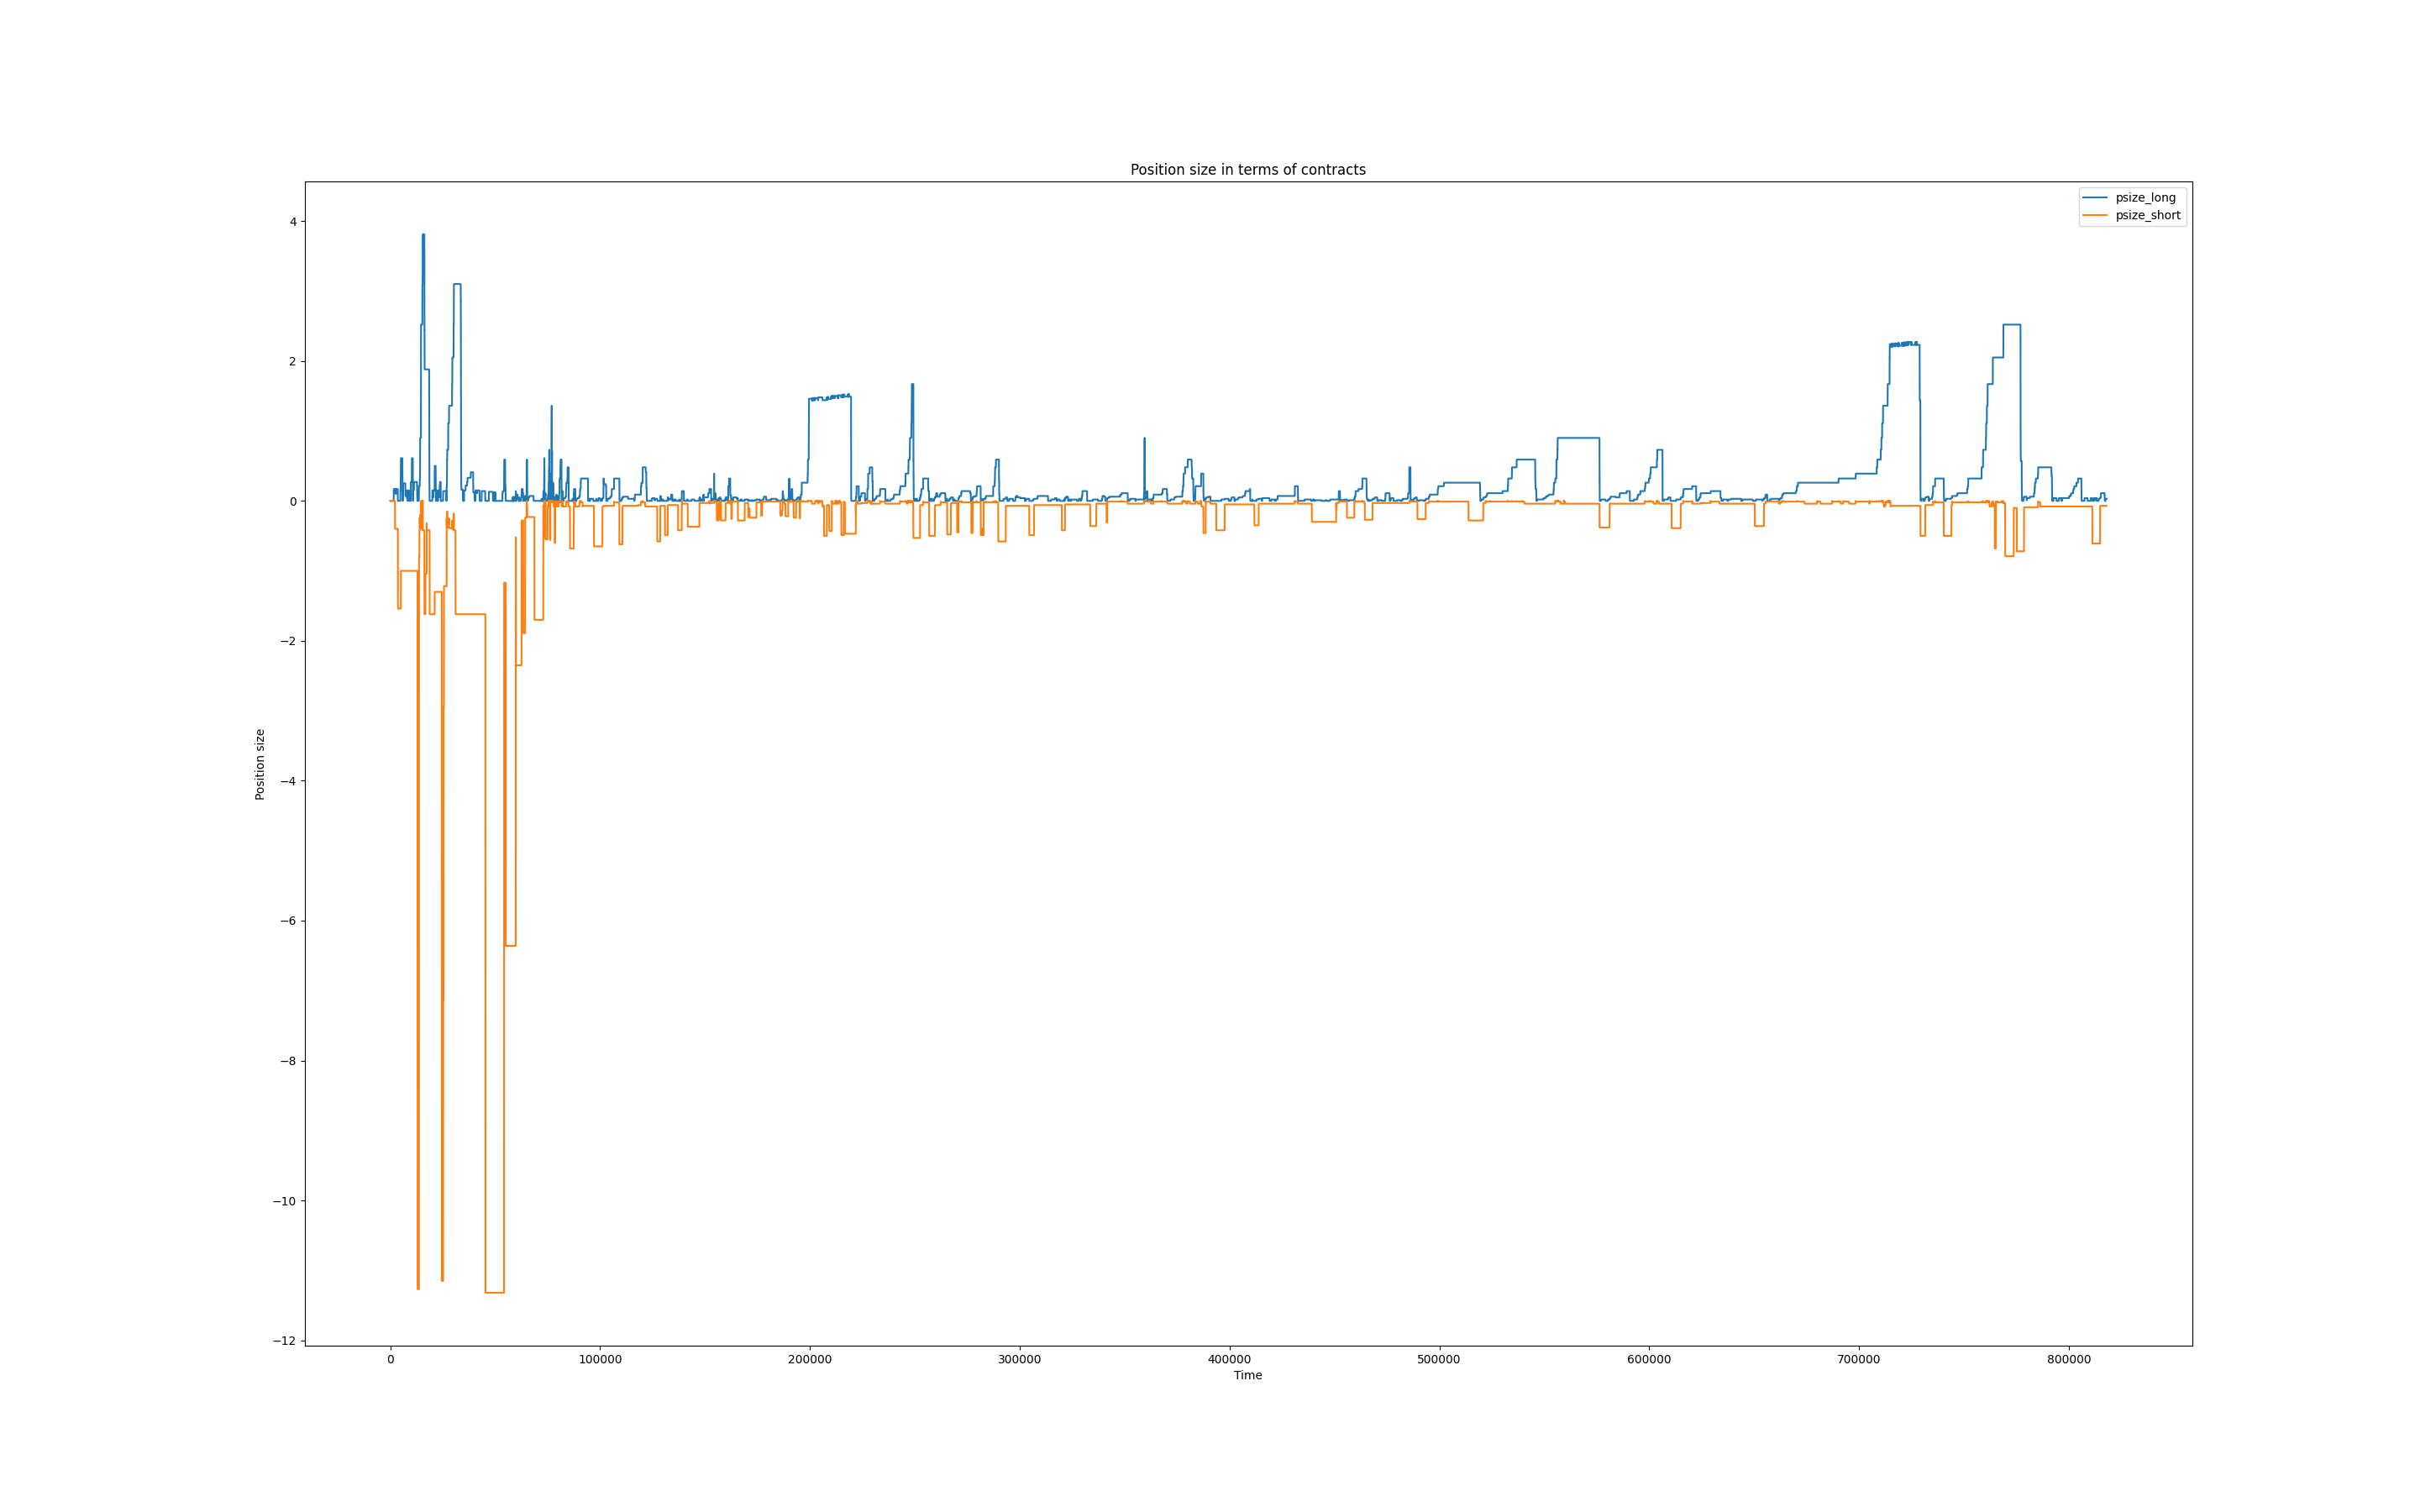 Position size in terms of contracts
psize_long
psize_short
4
2
0
−2
−4
−6
−8
−10
−12
Position size
0 100000 200000 300000 400000 500000 600000 700000 800000
Time